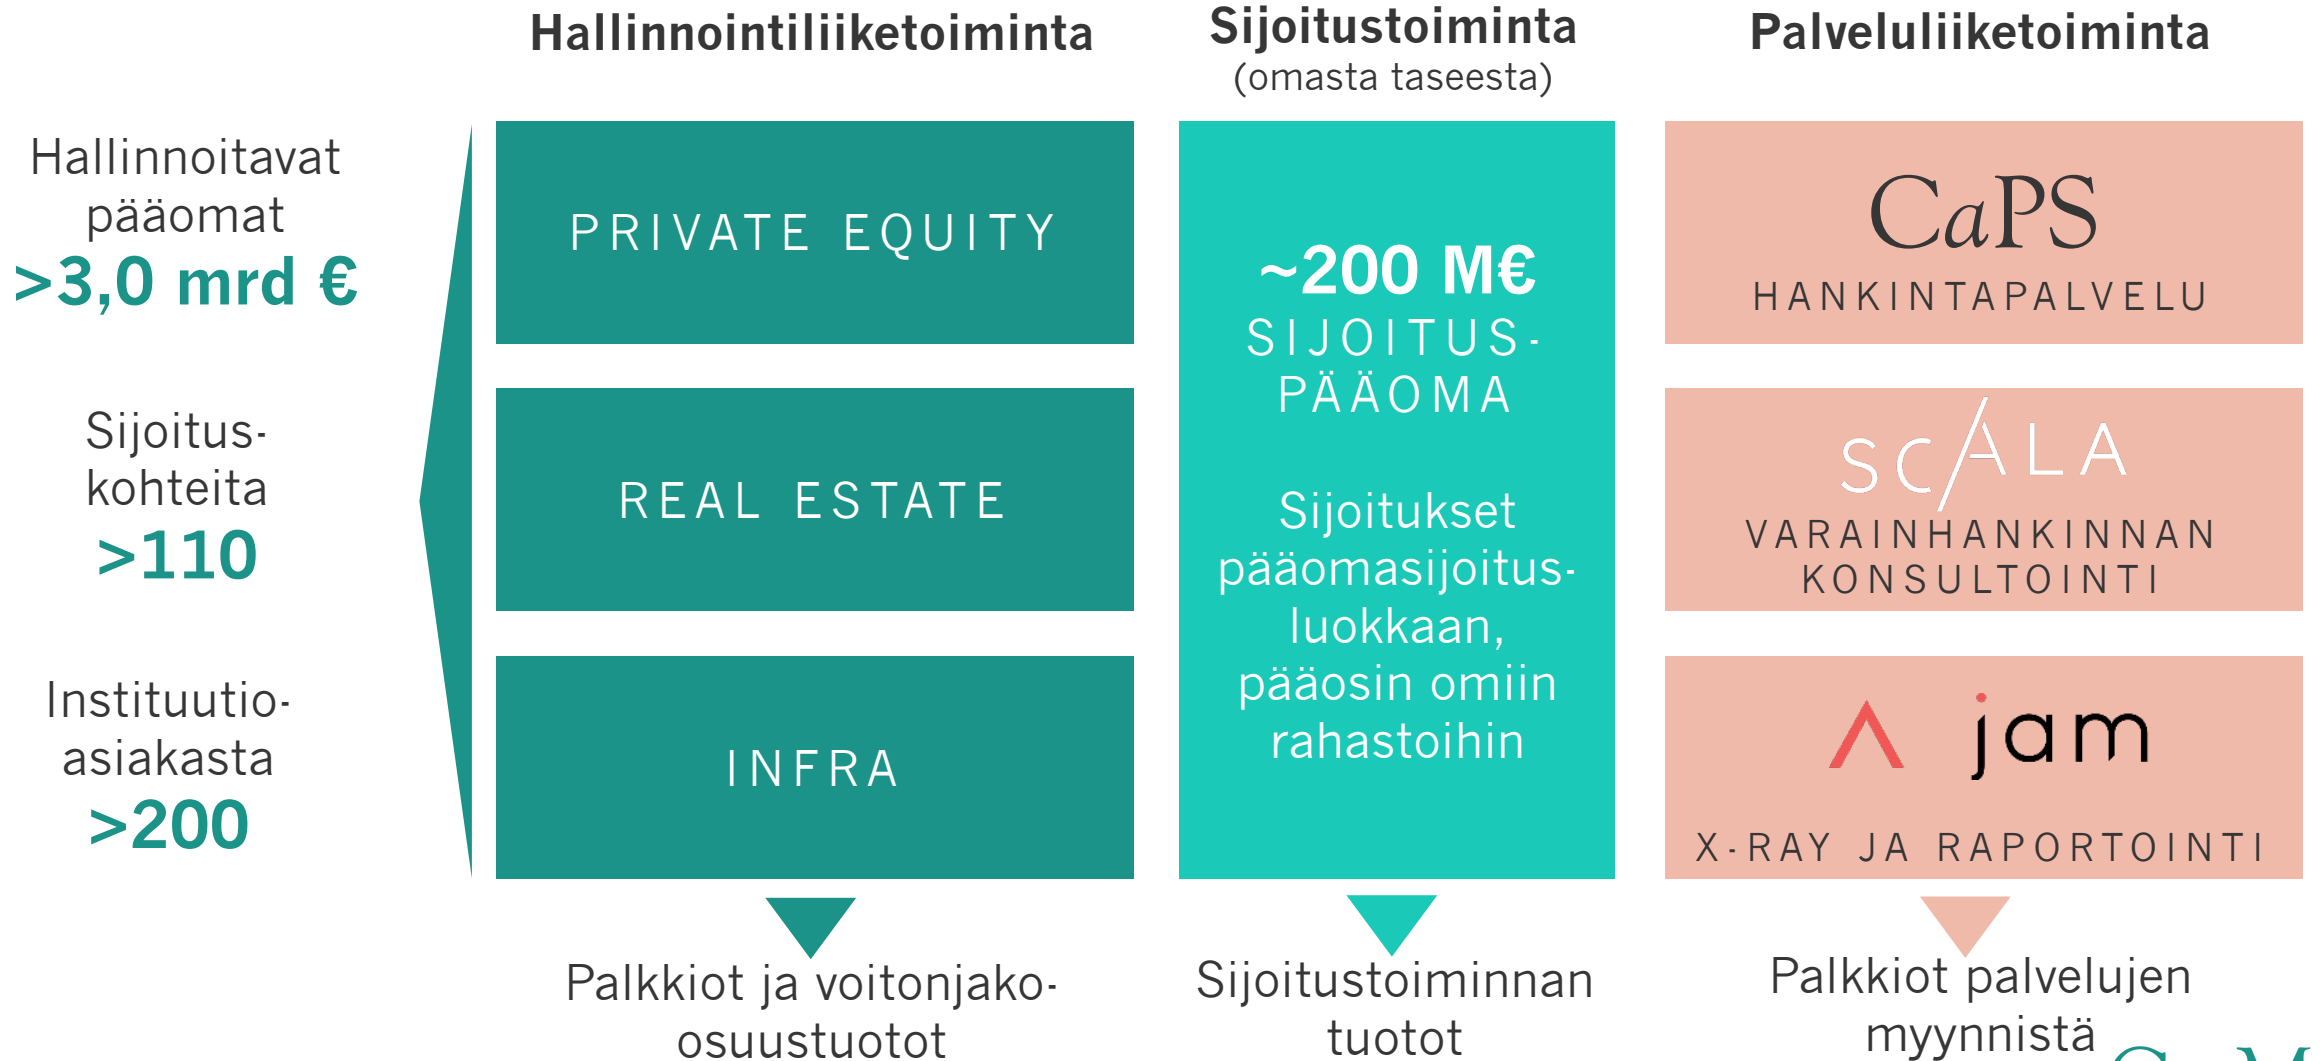 Hallinnointiliiketoiminta
Sijoitustoiminta
(omasta taseesta)
Palveluliiketoiminta
Hallinnoitavat
pääomat
>3,0 mrd €
Sijoitus-
kohteita
>110
Instituutio-
asiakasta
>200
PRIVATE EQUITY
REAL ESTATE
INFRA
~200 M€
SIJOITUS-
PÄÄOMA
Sijoitukset
pääomasijoitus-
luokkaan,
pääosin omiin
rahastoihin
CaPS
HANKINTAPALVELU
SCALA
VARAINHANKINNAN
KONSULTOINTI
jam
X-RAY JA RAPORTOINTI
Palkkiot ja voitonjako-
osuustuotot
Sijoitustoiminnan
tuotot
Palkkiot palvelujen
myynnistä